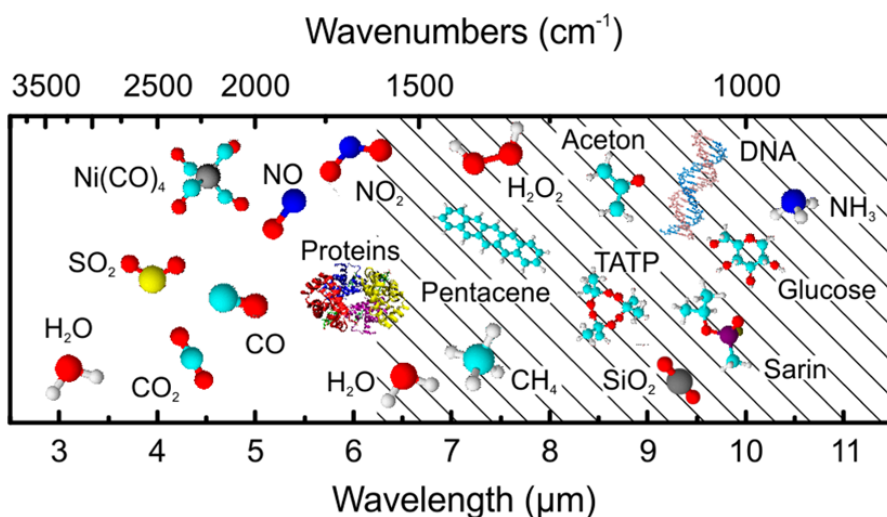 Wavenumbers (cm⁻¹)
3500 2500 2000 1500 1000
Ni(CO)₄ NO NO₂ H₂O₂ Aceton DNA NH₃
SO₂ Proteins Pentacene TATP Glucose
H₂O CO₂ CO H₂O CH₄ SiO₂ Sarin
3 4 5 6 7 8 9 10 11
Wavelength (µm)